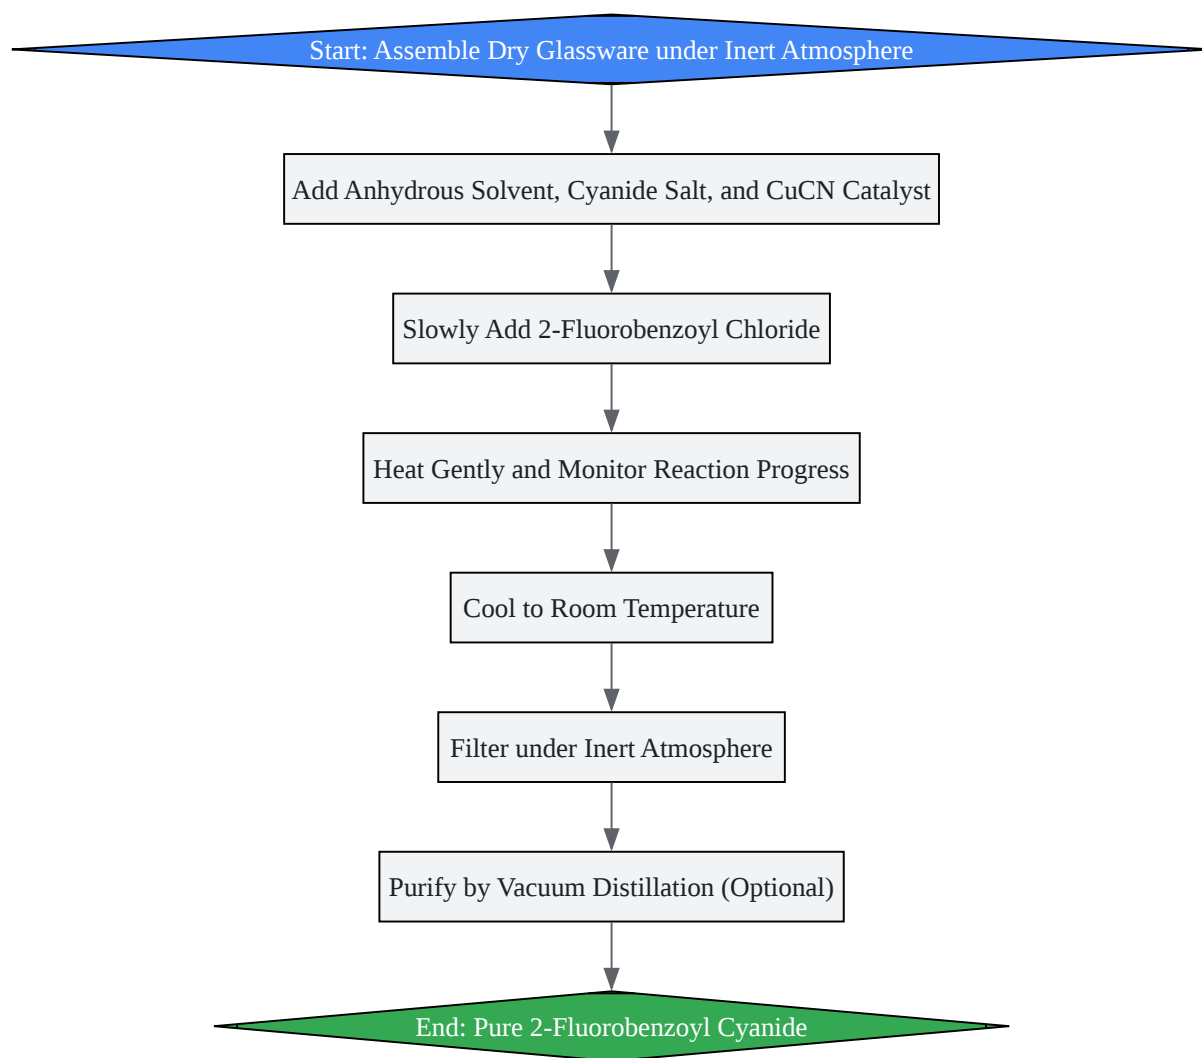 Start: Assemble Dry Glassware under Inert Atmosphere
Add Anhydrous Solvent, Cyanide Salt, and CuCN Catalyst
Slowly Add 2-Fluorobenzoyl Chloride
Heat Gently and Monitor Reaction Progress
Cool to Room Temperature
Filter under Inert Atmosphere
Purify by Vacuum Distillation (Optional)
End: Pure 2-Fluorobenzoyl Cyanide